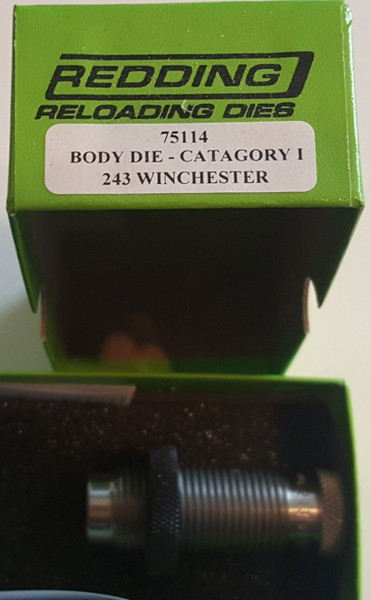 REDDING
RELOADING DIES
75114
BODY DIE - CATAGORY I
243 WINCHESTER